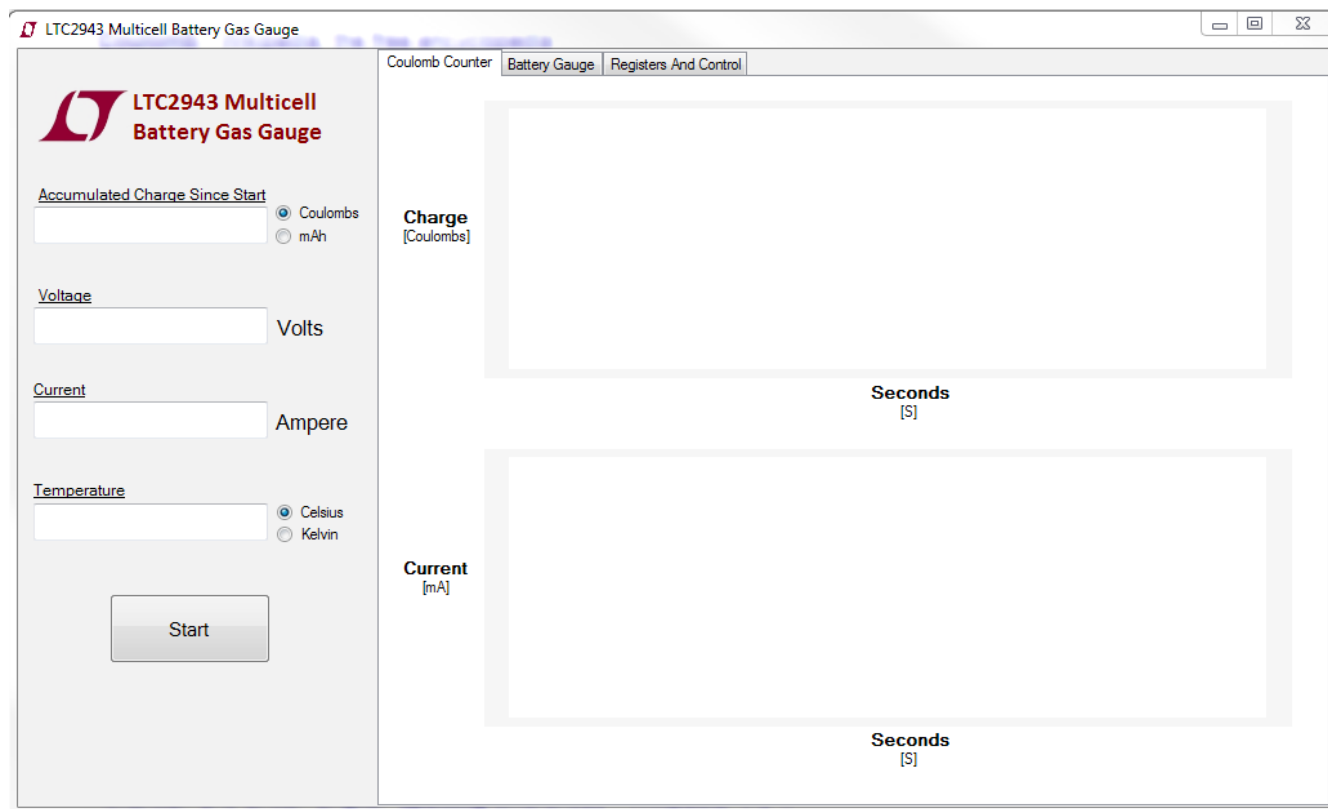 LTC2943 Multicell Battery Gas Gauge
Coulomb Counter
Battery Gauge
Registers And Control
LTC2943 Multicell
Battery Gas Gauge
Accumulated Charge Since Start
Coulombs
mAh
Voltage
Volts
Current
Ampere
Temperature
Celsius
Kelvin
Start
Charge
[Coulombs]
Seconds
[S]
Current
[mA]
Seconds
[S]